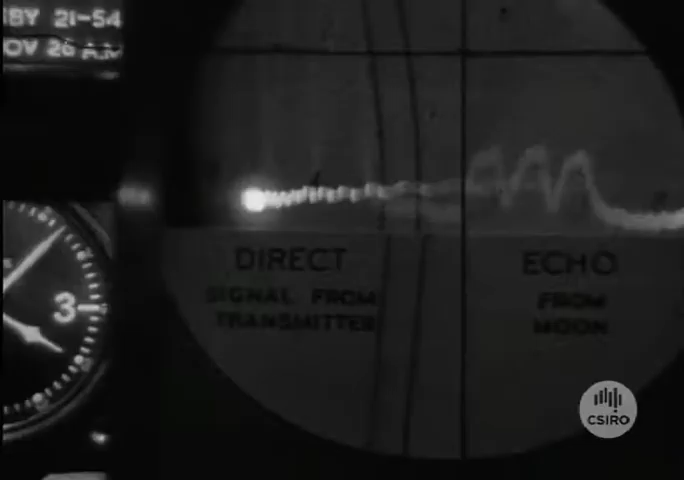 BY 21-54
OV 26 A.M
3
DIRECT
SIGNAL FROM
TRANSMITTER
ECHO
FROM
MOON
CSIRO